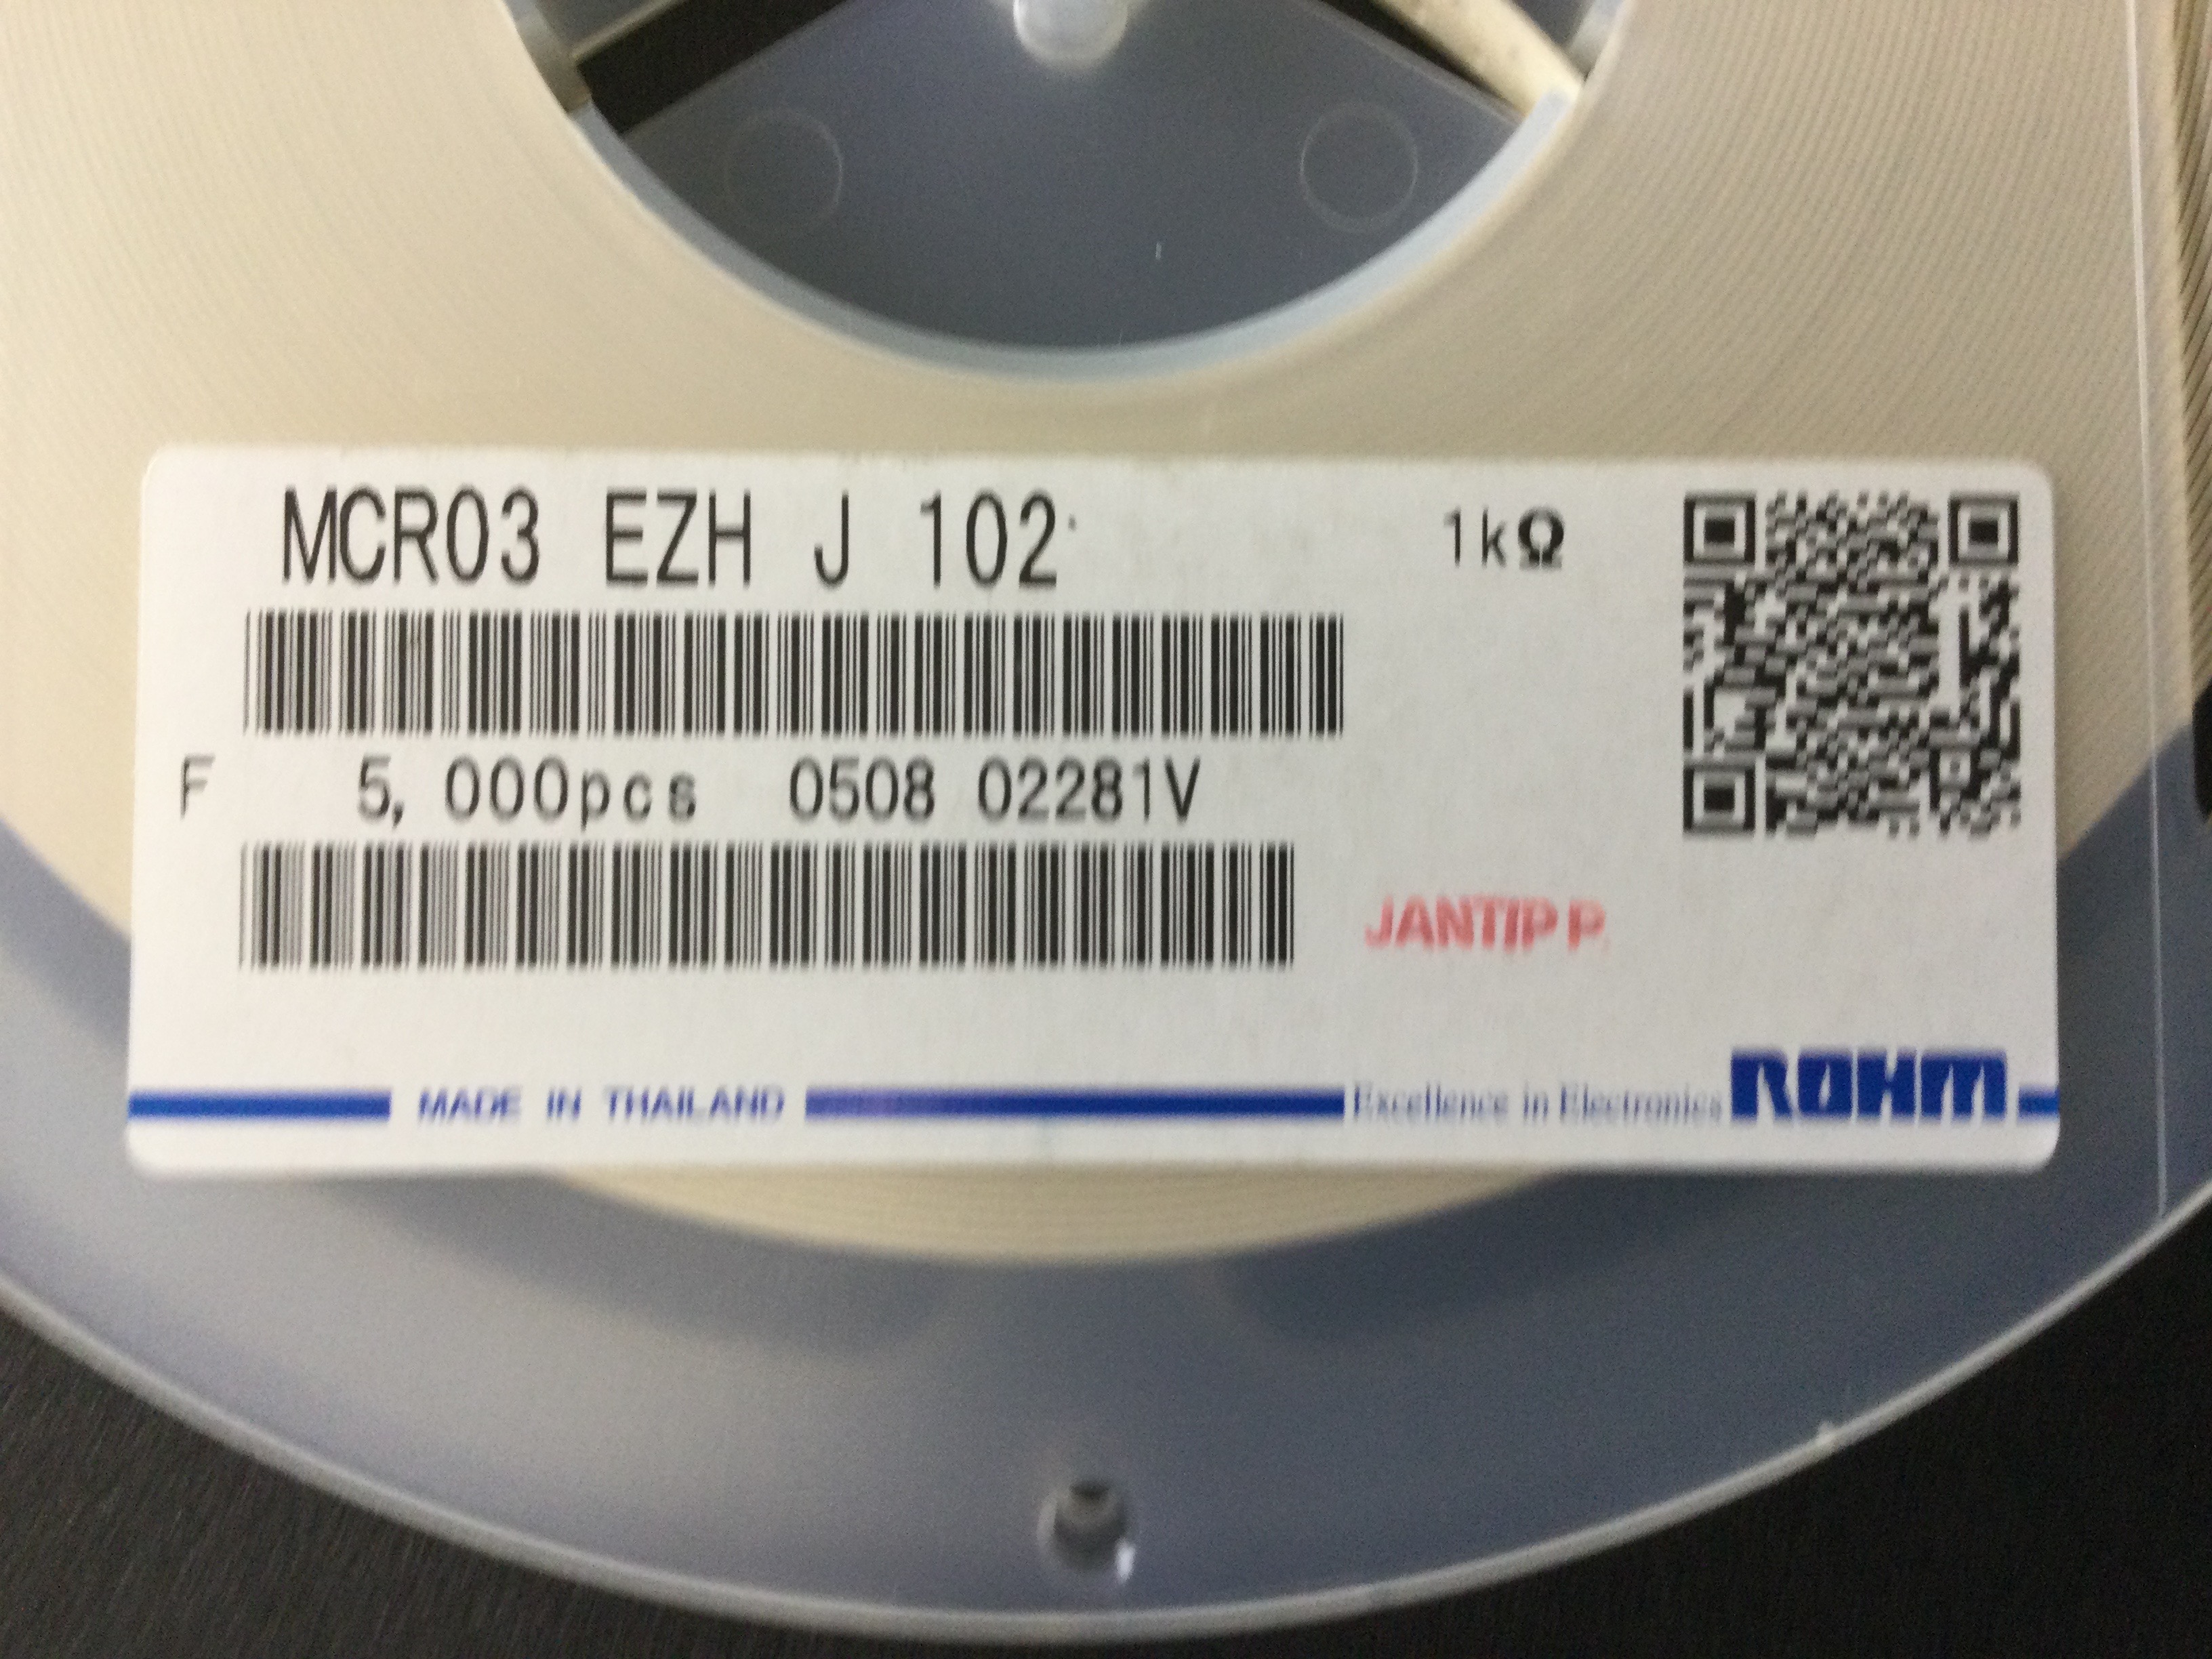 MCR03 EZH J 102 1kΩ
F 5,000pcs 0508 02281V
JANTIP P.
MADE IN THAILAND Excellence in Electronics ROHM